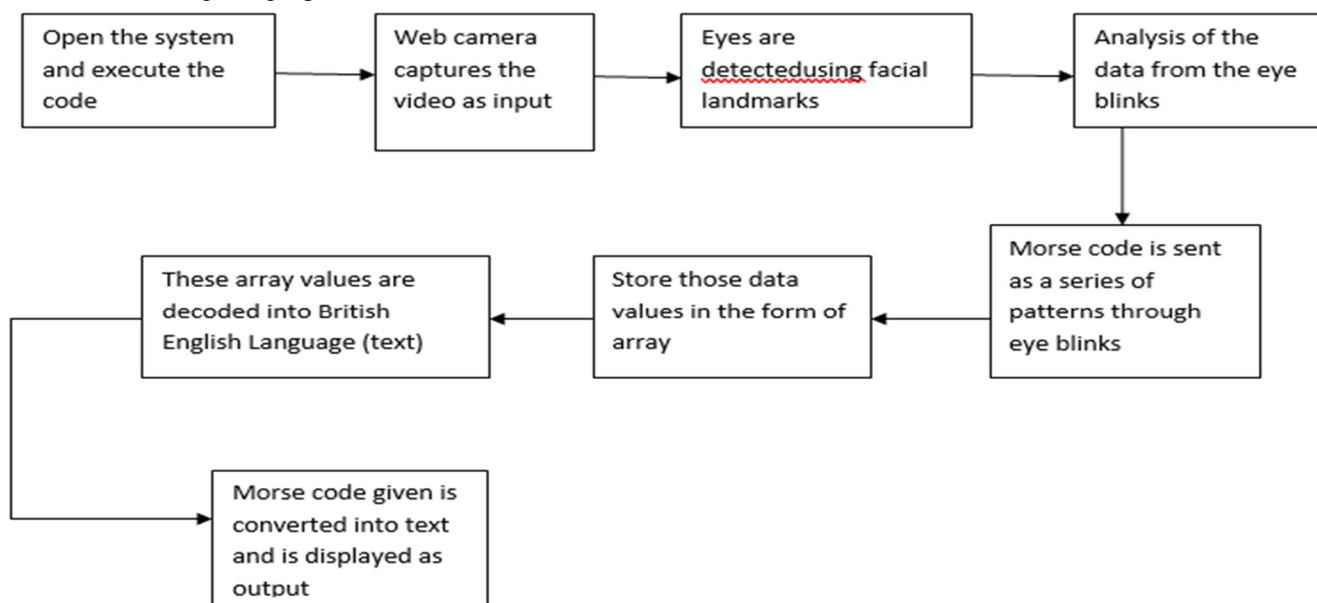 Open the system
and execute the
code
Web camera
captures the
video as input
Eyes are
detectedusing facial
landmarks
Analysis of the
data from the eye
blinks
Morse code is sent
as a series of
patterns through
eye blinks
Store those data
values in the form of
array
These array values are
decoded into British
English Language (text)
Morse code given is
converted into text
and is displayed as
output